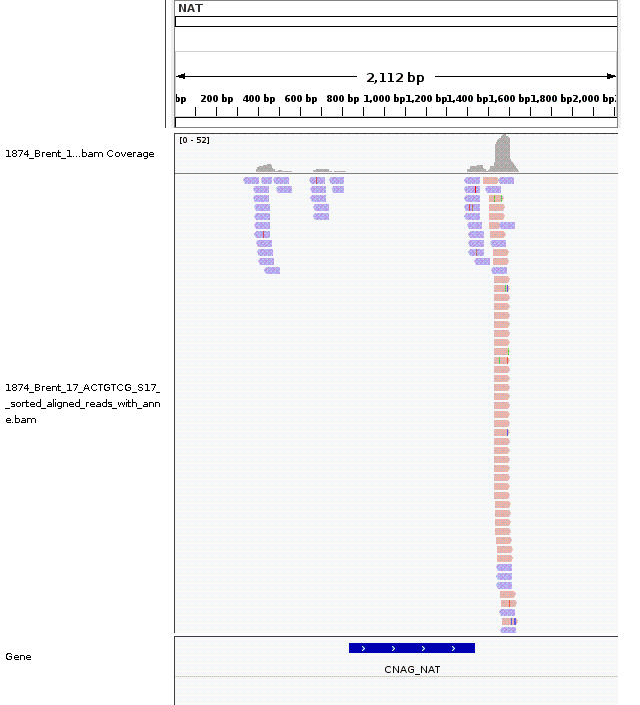 NAT
2,112 bp
bp 200 bp 400 bp 600 bp 800 bp 1,000 bp 1,200 bp 1,400 bp 1,600 bp 1,800 bp 2,000 bp
[0 - 52]
1874_Brent_1...bam Coverage
1874_Brent_17_ACTGTCG_S17_
_sorted_aligned_reads_with_ann
e.bam
Gene
CNAG_NAT